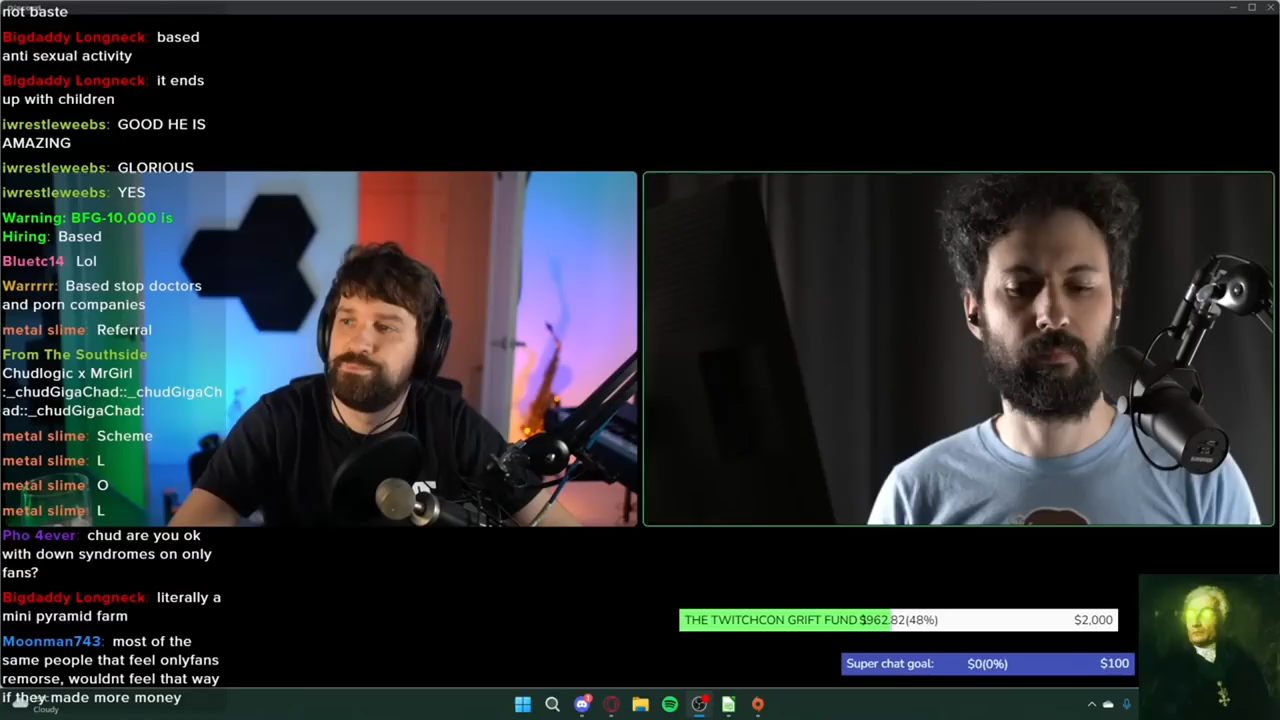 not baste
Bigdaddy Longneck: based
anti sexual activity
Bigdaddy Longneck: it ends
up with children
iwrestleweebs: GOOD HE IS
AMAZING
iwrestleweebs: GLORIOUS
iwrestleweebs: YES
Warning: BFG-10,000 is
Hiring: Based
Bluetc14 Lol
Warrrrr: Based stop doctors
and porn companies
metal slime: Referral
From The Southside
Chudlogic x MrGirl
:_chudGigaChad::_chudGigaCh
ad::_chudGigaChad:
metal slime: Scheme
metal slime: L
metal slime: O
metal slime: L
Pho 4ever: chud are you ok
with down syndromes on only
fans?
Bigdaddy Longneck: literally a
mini pyramid farm
Moonman743: most of the
same people that feel onlyfans
remorse, wouldnt feel that way
if they made more money
Cloudy
THE TWITCHCON GRIFT FUND $962.82(48%) $2,000
Super chat goal: $0(0%) $100